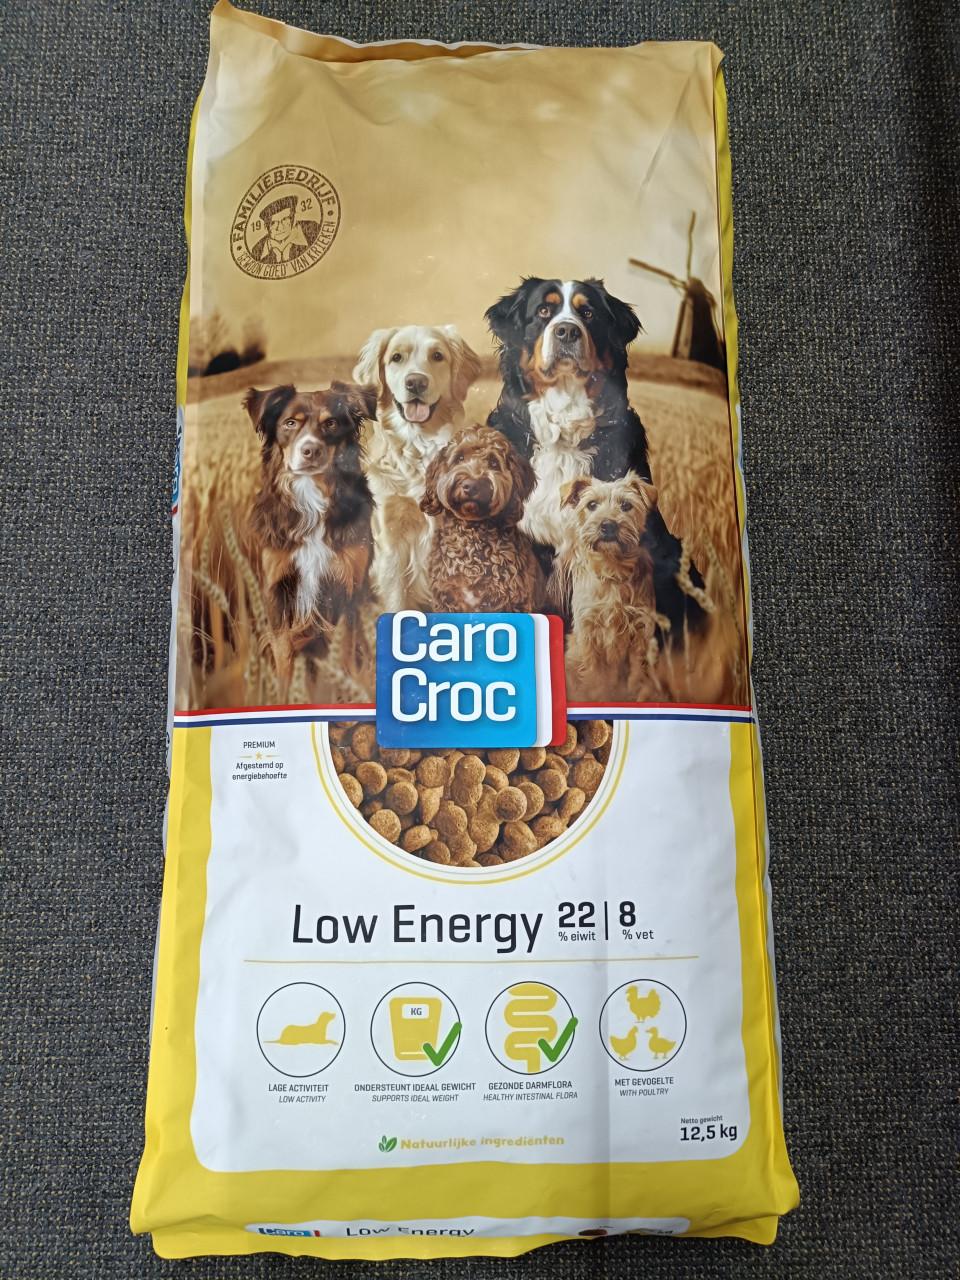 FAMILIEBEDRIJF
19 32
"GEWOON GOED" VAN KRIEKEN
Caro
Croc
PREMIUM
Afgestemd op
energiebehoefte
Low Energy 22 | 8
% eiwit % vet
KG
LAGE ACTIVITEIT
LOW ACTIVITY
ONDERSTEUNT IDEAAL GEWICHT
SUPPORTS IDEAL WEIGHT
GEZONDE DARMFLORA
HEALTHY INTESTINAL FLORA
MET GEVOGELTE
WITH POULTRY
Netto gewicht
12,5 kg
Natuurlijke ingrediënten
Caro Low Energy